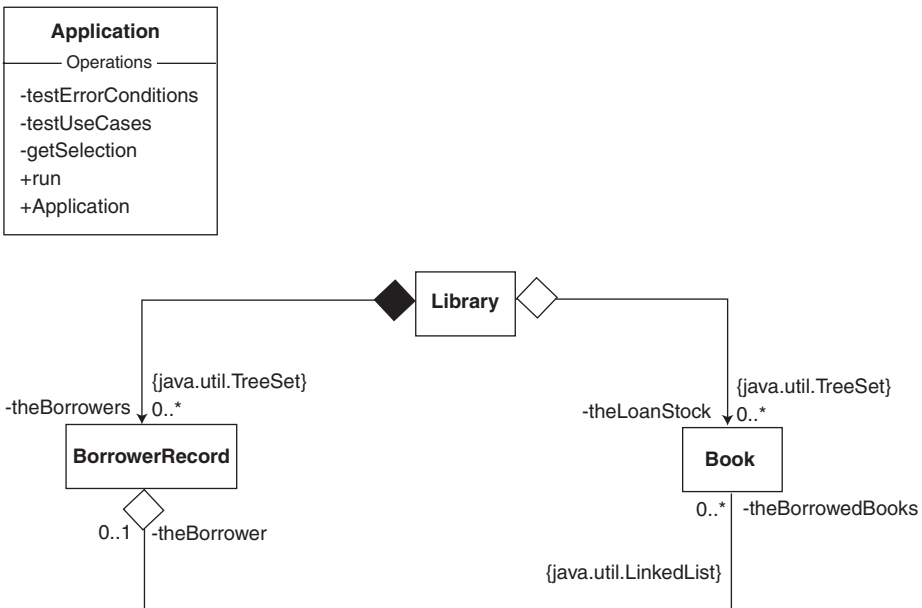 Application
Operations
-testErrorConditions
-testUseCases
-getSelection
+run
+Application
Library
{java.util.TreeSet}
-theBorrowers 0..*
{java.util.TreeSet}
-theLoanStock 0..*
BorrowerRecord
Book
0..1 -theBorrower
0..* -theBorrowedBooks
{java.util.LinkedList}